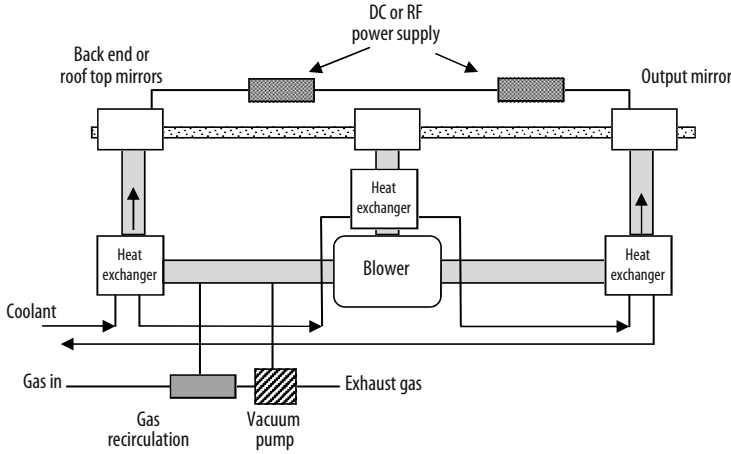 DC or RF
power supply
Back end or
roof top mirrors
Output mirror
Heat
exchanger
Heat
exchanger
Blower
Heat
exchanger
Coolant
Gas in
Exhaust gas
Gas
recirculation
Vacuum
pump